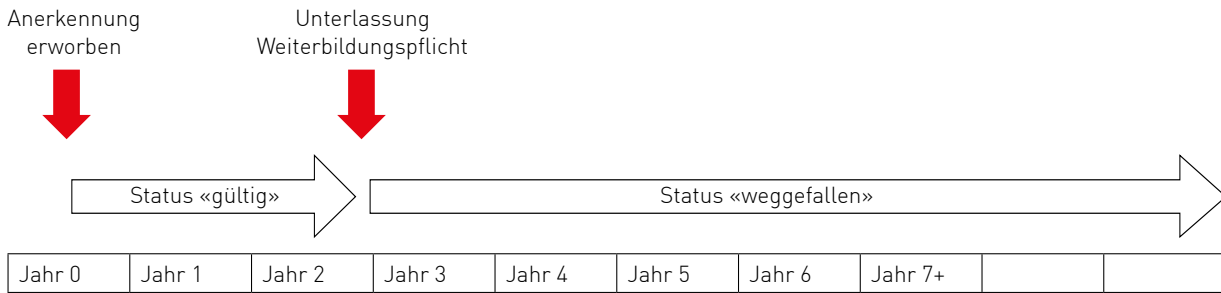 Anerkennung
erworben
Unterlassung
Weiterbildungspflicht
Status «gültig»
Status «weggefallen»
Jahr 0
Jahr 1
Jahr 2
Jahr 3
Jahr 4
Jahr 5
Jahr 6
Jahr 7+